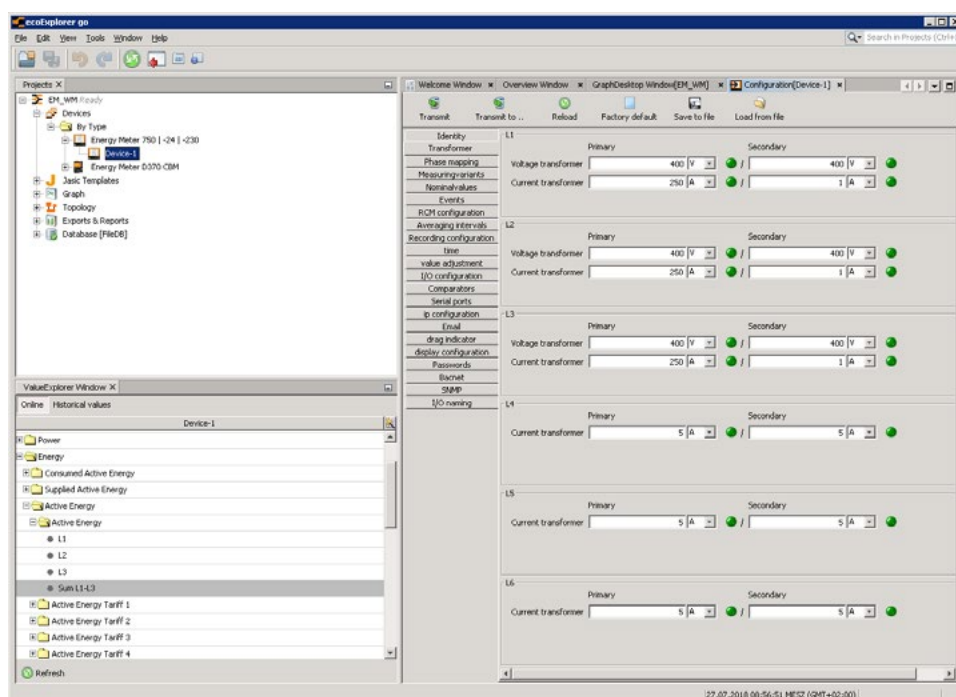 ecoExplorer go
File Edit View Tools Window Help
Search in Projects (Ctrl+I
Projects X
EM_WM Ready
Devices
By Type
Energy Meter 750 | -24 | -230
Device-1
Energy Meter D370-CBM
Jasic Templates
Graph
Topology
Exports & Reports
Database [FileDB]
ValueExplorer Window X
Online Historical values
Device-1
Power
Energy
Consumed Active Energy
Supplied Active Energy
Active Energy
Active Energy
L1
L2
L3
Sum L1-L3
Active Energy Tariff 1
Active Energy Tariff 2
Active Energy Tariff 3
Active Energy Tariff 4
Refresh
Welcome Window Overview Window GraphDesktop Window[EM_WM] Configuration[Device-1]
Transmit Transmit to .. Reload Factory default Save to file Load from file
Identity
Transformer
Phase mapping
Measuringvariants
Nominalvalues
Events
RCM configuration
Averaging intervals
Recording configuration
time
value adjustment
I/O configuration
Comparators
Serial ports
ip configuration
Email
drag indicator
display configuration
Passwords
Bacnet
SNMP
I/O naming
L1
Primary Secondary
Voltage transformer 400 V / 400 V
Current transformer 250 A / 1 A
L2
Primary Secondary
Voltage transformer 400 V / 400 V
Current transformer 250 A / 1 A
L3
Primary Secondary
Voltage transformer 400 V / 400 V
Current transformer 250 A / 1 A
L4
Primary Secondary
Current transformer 5 A / 5 A
L5
Primary Secondary
Current transformer 5 A / 5 A
L6
Primary Secondary
Current transformer 5 A / 5 A
27.07.2018 08:56:51 MESZ (GMT+02:00)